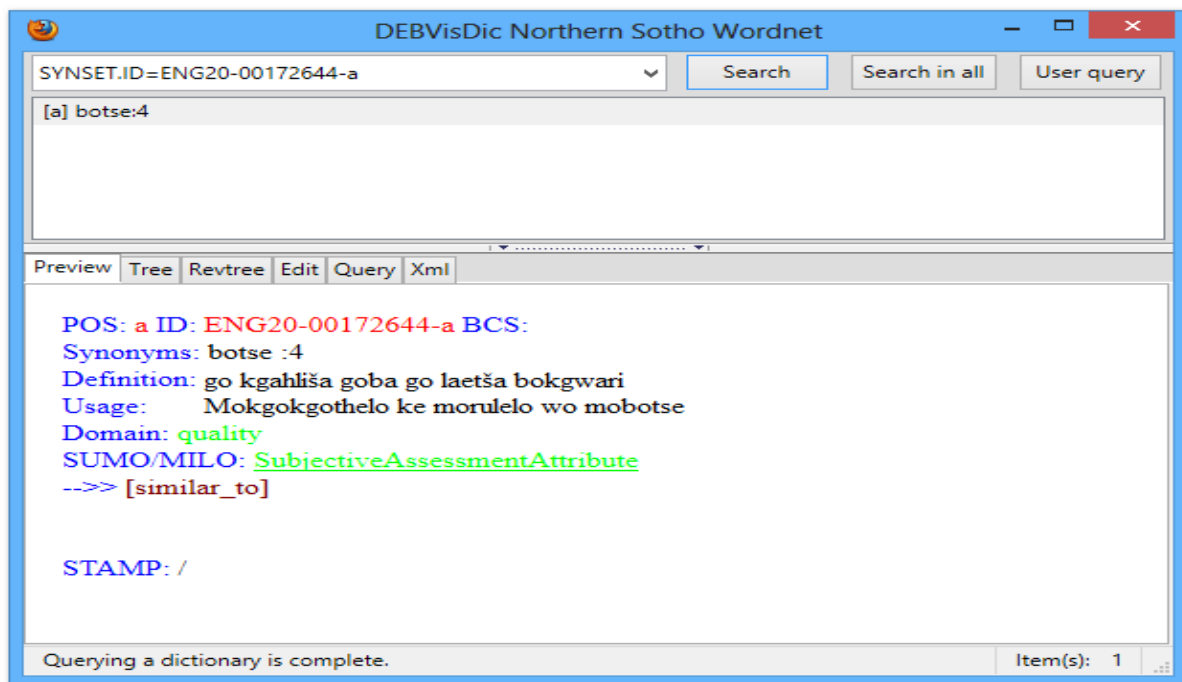 DEBVisDic Northern Sotho Wordnet
SYNSET.ID=ENG20-00172644-a Search Search in all User query
[a] botse:4
Preview Tree Revtree Edit Query Xml
POS: a ID: ENG20-00172644-a BCS:
Synonyms: botse :4
Definition: go kgahliša goba go laetša bokgwari
Usage: Mokgokgothelo ke morulelo wo mobotse
Domain: quality
SUMO/MILO: SubjectiveAssessmentAttribute
-->> [similar_to]
STAMP: /
Querying a dictionary is complete. Item(s): 1